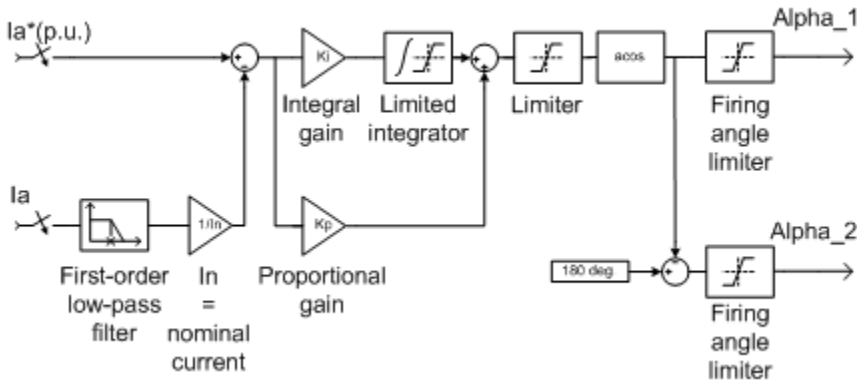 Ia*(p.u.)
Alpha_1
Ki
acos
Integral
gain
Limited
integrator
Limiter
Firing
angle
limiter
Ia
1/In
Kp
Alpha_2
180 deg
First-order
low-pass
filter
In
=
nominal
current
Proportional
gain
Firing
angle
limiter